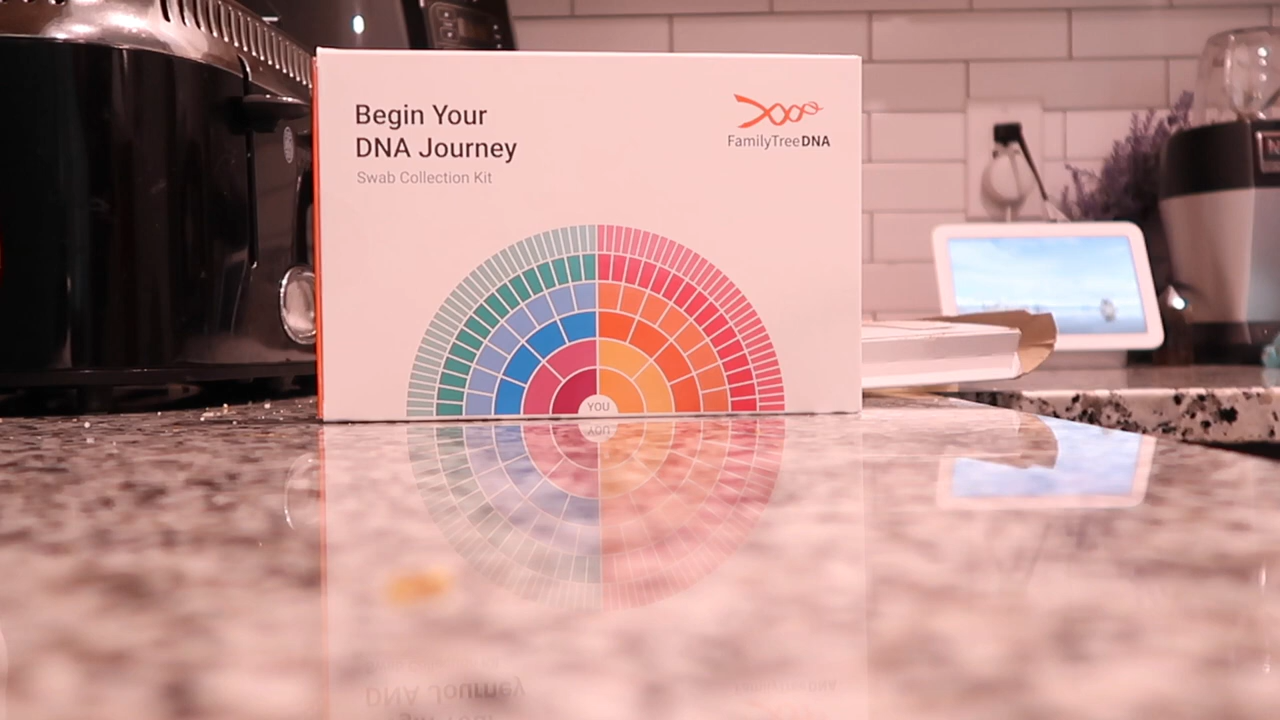 Begin Your
DNA Journey
Swab Collection Kit
FamilyTreeDNA
YOU